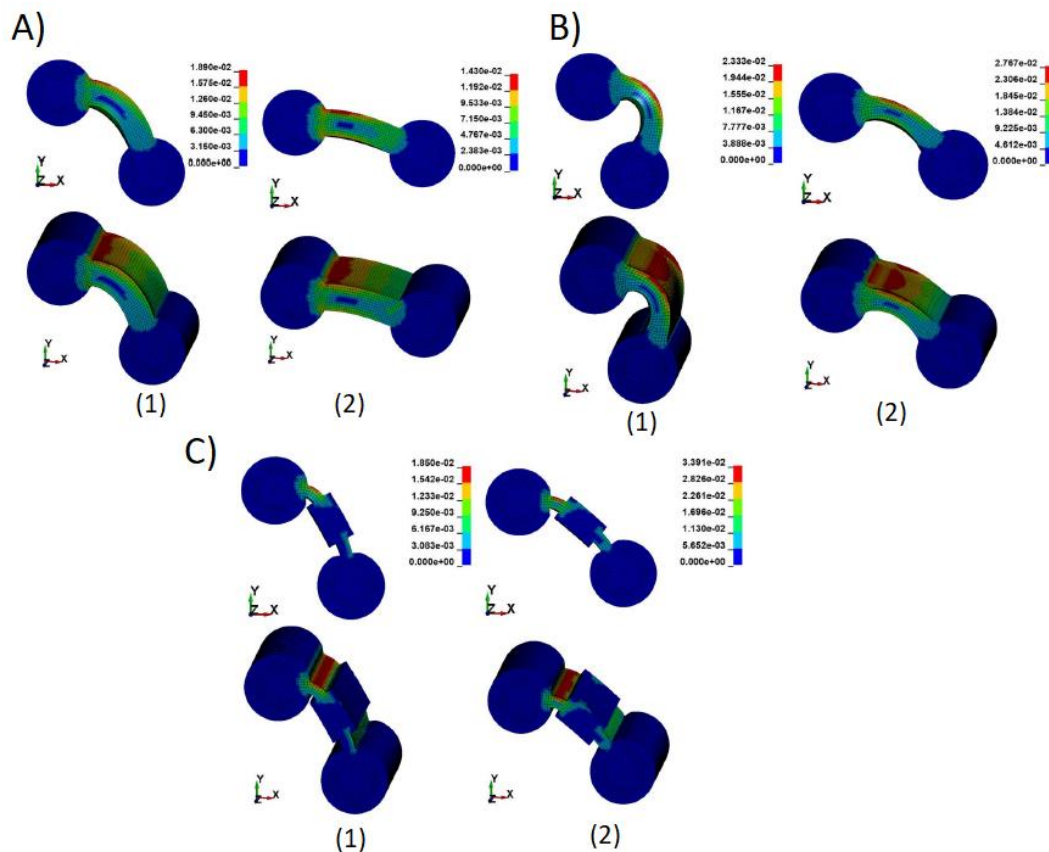 A)
1.890e-02
1.575e-02
1.260e-02
9.450e-03
6.300e-03
3.150e-03
0.000e+00
Y
Z X
1.430e-02
1.192e-02
9.533e-03
7.150e-03
4.767e-03
2.383e-03
0.000e+00
Y
Z X
Y
Z X
(1)
Y
Z X
(2)
B)
2.333e-02
1.944e-02
1.555e-02
1.167e-02
7.777e-03
3.888e-03
0.000e+00
Y
Z X
2.767e-02
2.306e-02
1.845e-02
1.384e-02
9.225e-03
4.612e-03
0.000e+00
Y
Z X
Y
Z X
(1)
Y
Z X
(2)
C)
1.850e-02
1.542e-02
1.233e-02
9.250e-03
6.167e-03
3.083e-03
0.000e+00
Y
Z X
3.391e-02
2.826e-02
2.261e-02
1.696e-02
1.130e-02
5.652e-03
0.000e+00
Y
Z X
Y
Z X
(1)
Y
Z X
(2)